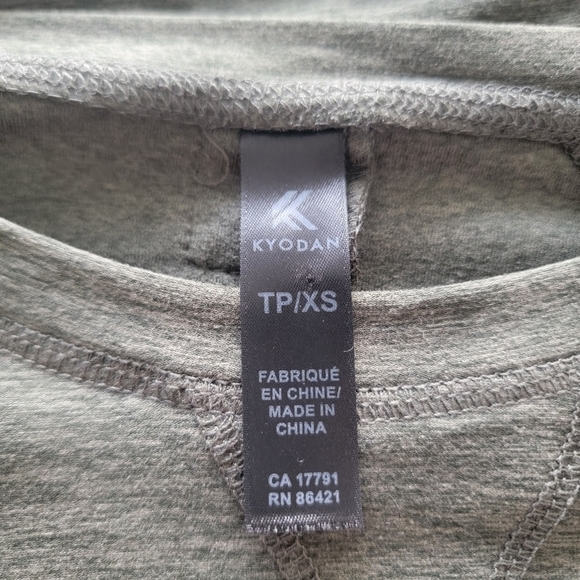 KYODAN
TP/XS
FABRIQUÉ
EN CHINE/
MADE IN
CHINA
CA 17791
RN 86421